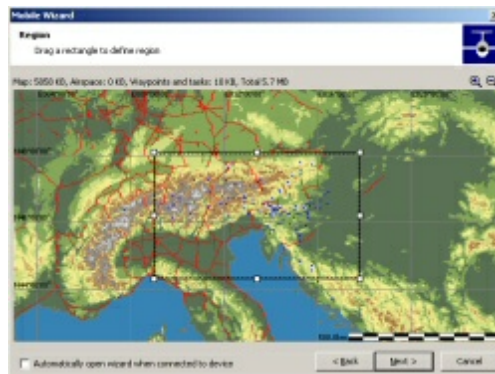 Mobile Wizard
Region
Drag a rectangle to define region
Map: 5850 KB, Airspace: 0 KB, Waypoints and tasks: 10 KB, Total 5.7 MB
Automatically open wizard when connected to device
< Back
Next >
Cancel